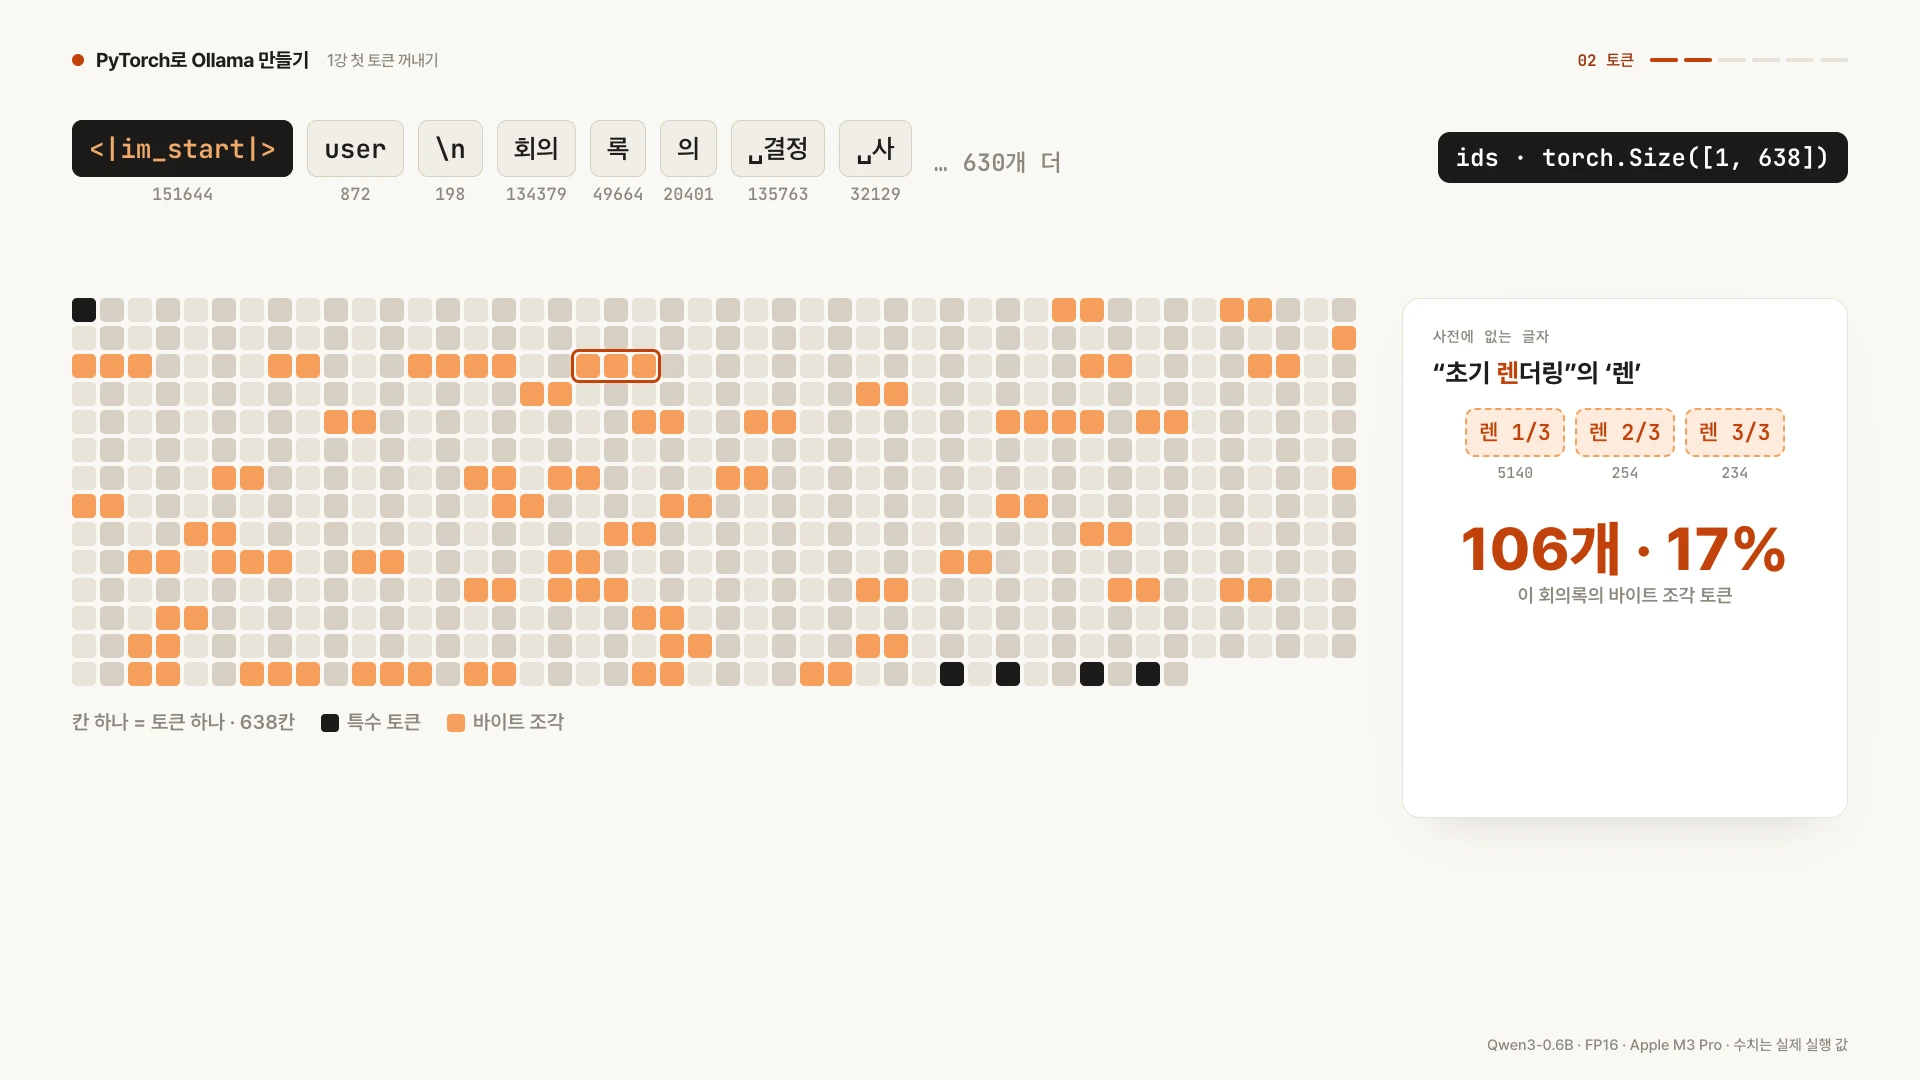 PyTorch로 Ollama 만들기 1강 첫 토큰 꺼내기
02 토큰
<|im_start|> user \n 회의 록 의 ␣결정 ␣사 … 630개 더
151644 872 198 134379 49664 20401 135763 32129
ids · torch.Size([1, 638])
사전에 없는 글자
“초기 렌더링”의 ‘렌’
렌 1/3 렌 2/3 렌 3/3
5140 254 234
106개 · 17%
이 회의록의 바이트 조각 토큰
칸 하나 = 토큰 하나 · 638칸 특수 토큰 바이트 조각
Qwen3-0.6B · FP16 · Apple M3 Pro · 수치는 실제 실행 값